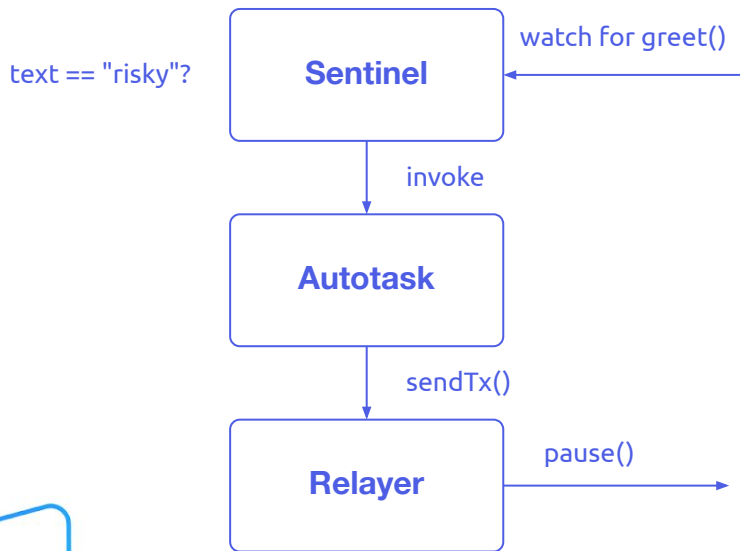 watch for greet()
text == "risky"?
Sentinel
invoke
Autotask
sendTx()
pause()
Relayer